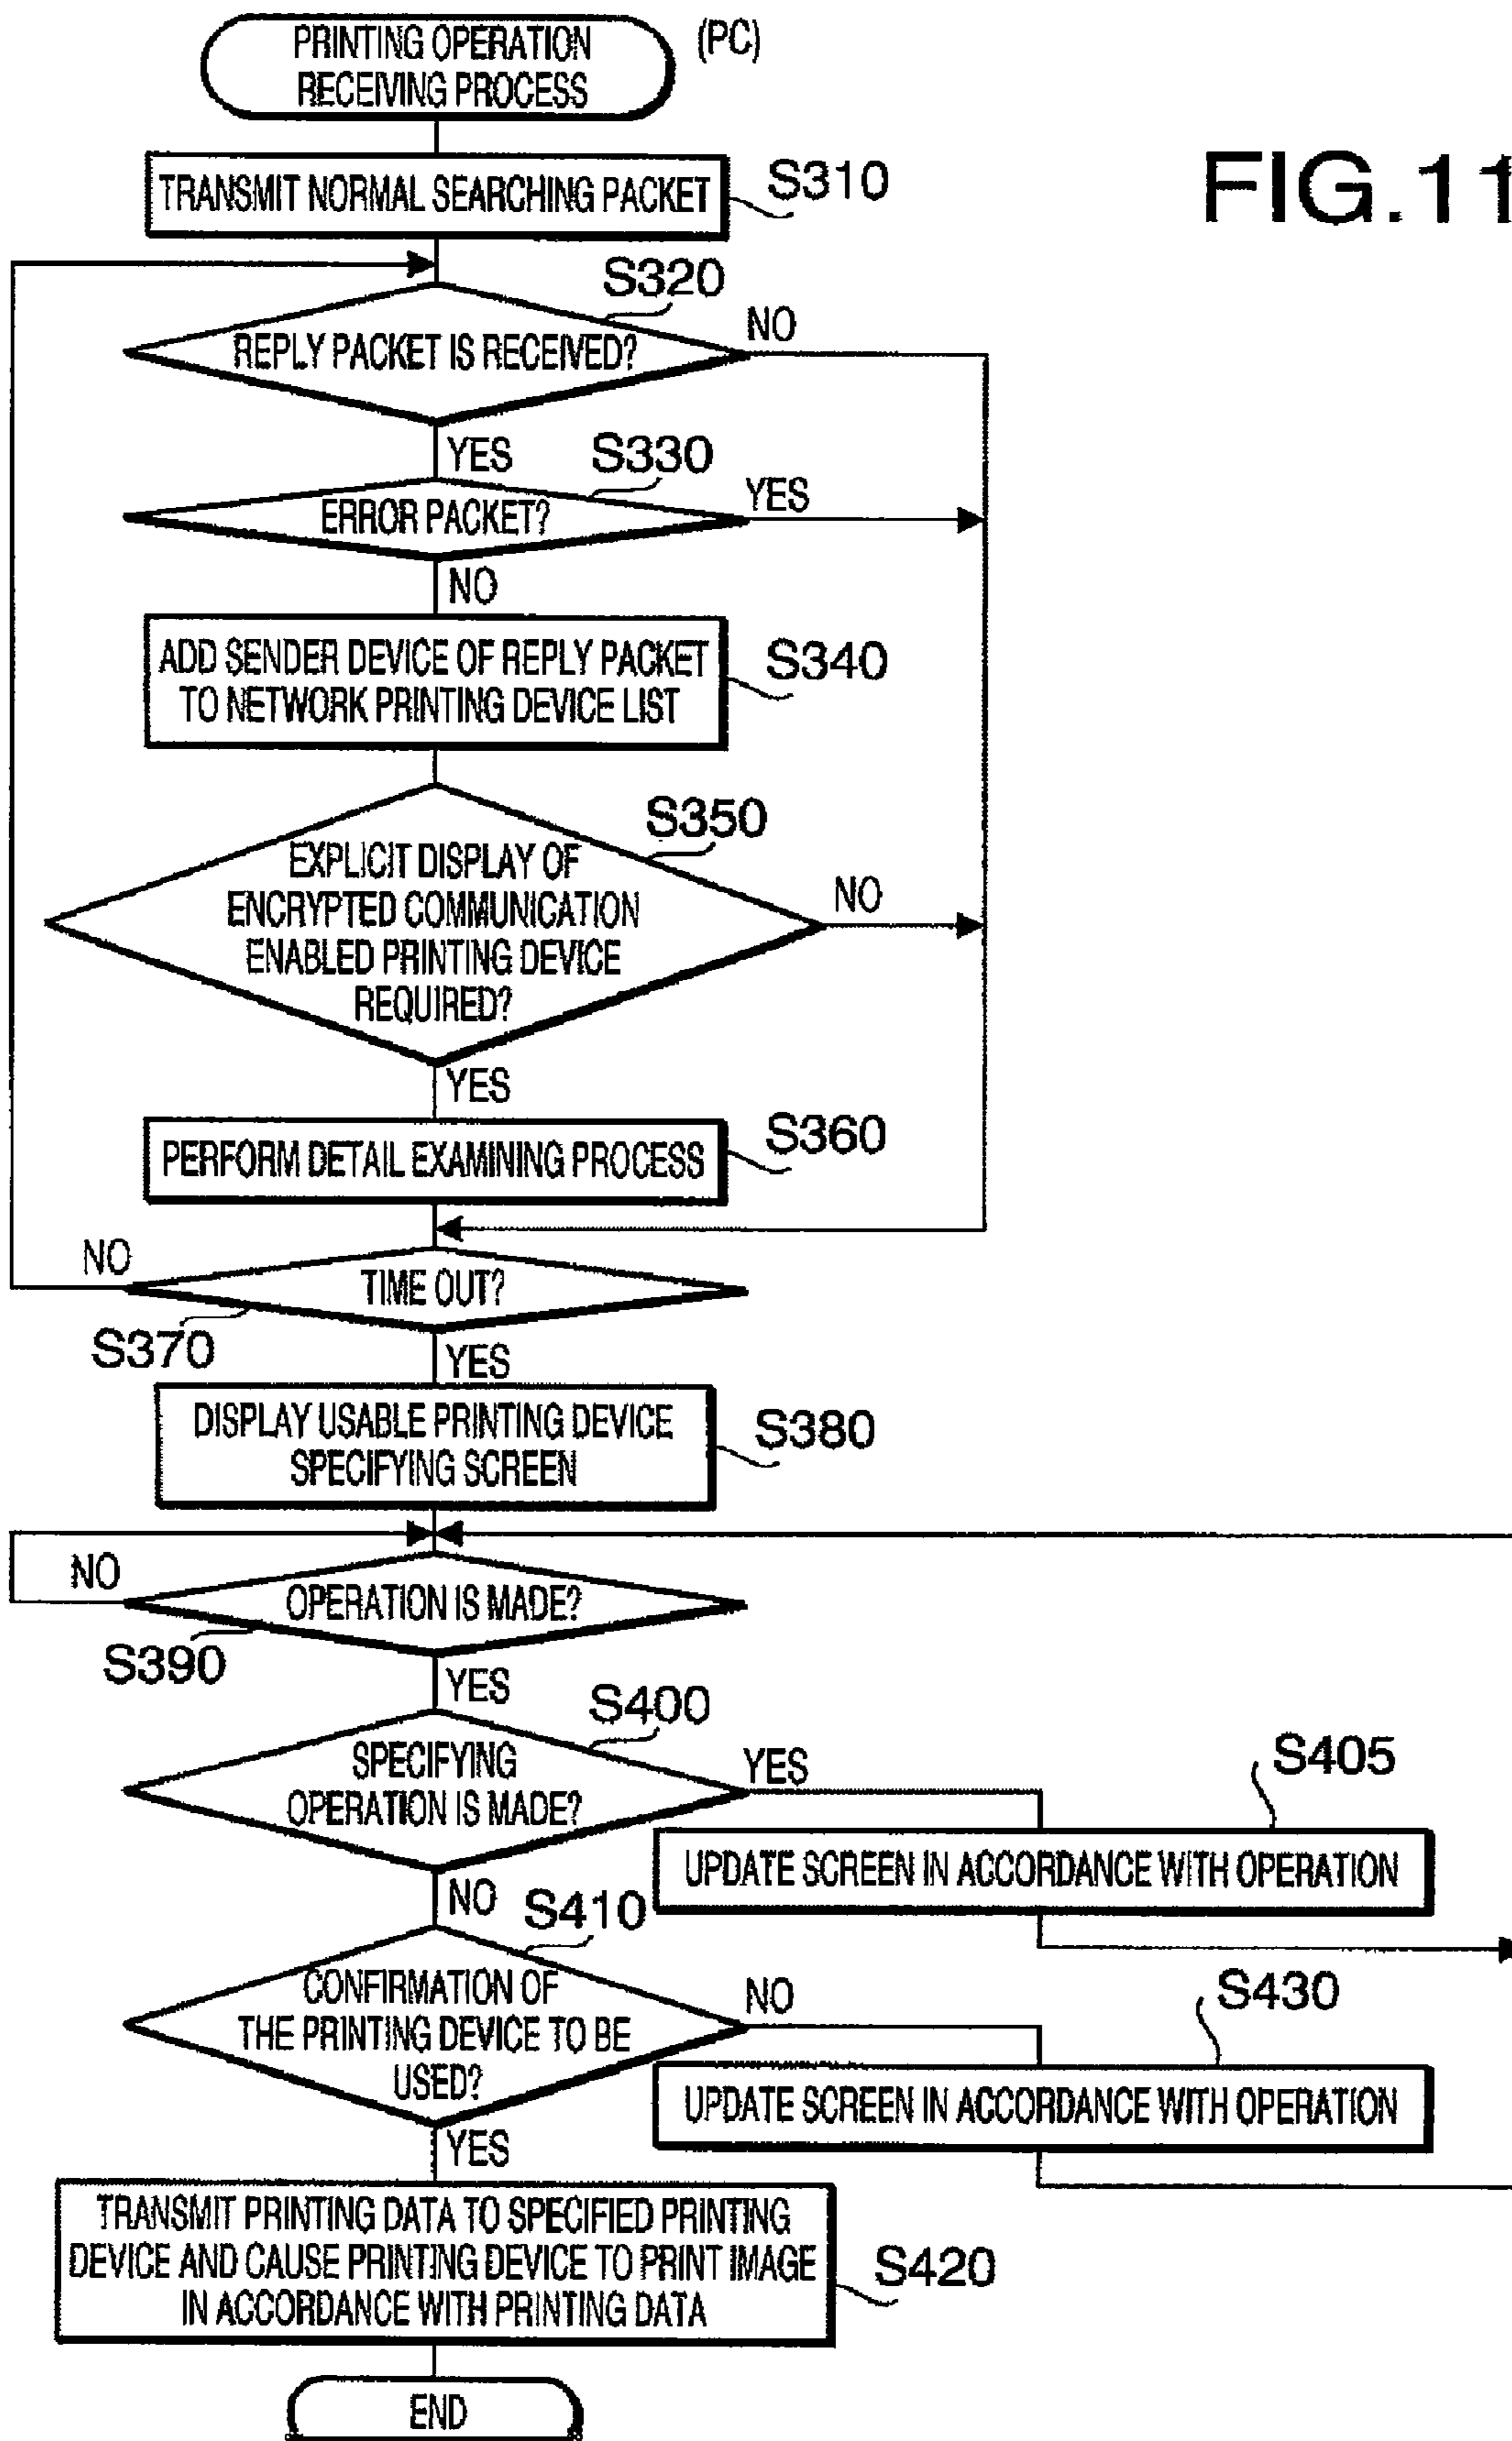 PRINTING OPERATION
RECEIVING PROCESS
(PC)
FIG.11
TRANSMIT NORMAL SEARCHING PACKET
S310
S320
REPLY PACKET IS RECEIVED?
NO
YES
S330
ERROR PACKET?
YES
NO
ADD SENDER DEVICE OF REPLY PACKET
TO NETWORK PRINTING DEVICE LIST
S340
S350
EXPLICIT DISPLAY OF
ENCRYPTED COMMUNICATION
ENABLED PRINTING DEVICE
REQUIRED?
NO
YES
PERFORM DETAIL EXAMINING PROCESS
S360
NO
TIME OUT?
S370
YES
DISPLAY USABLE PRINTING DEVICE
SPECIFYING SCREEN
S380
NO
OPERATION IS MADE?
S390
YES
S400
SPECIFYING
OPERATION IS MADE?
YES
S405
UPDATE SCREEN IN ACCORDANCE WITH OPERATION
NO
S410
CONFIRMATION OF
THE PRINTING DEVICE TO BE
USED?
NO
S430
UPDATE SCREEN IN ACCORDANCE WITH OPERATION
YES
TRANSMIT PRINTING DATA TO SPECIFIED PRINTING
DEVICE AND CAUSE PRINTING DEVICE TO PRINT IMAGE
IN ACCORDANCE WITH PRINTING DATA
S420
END